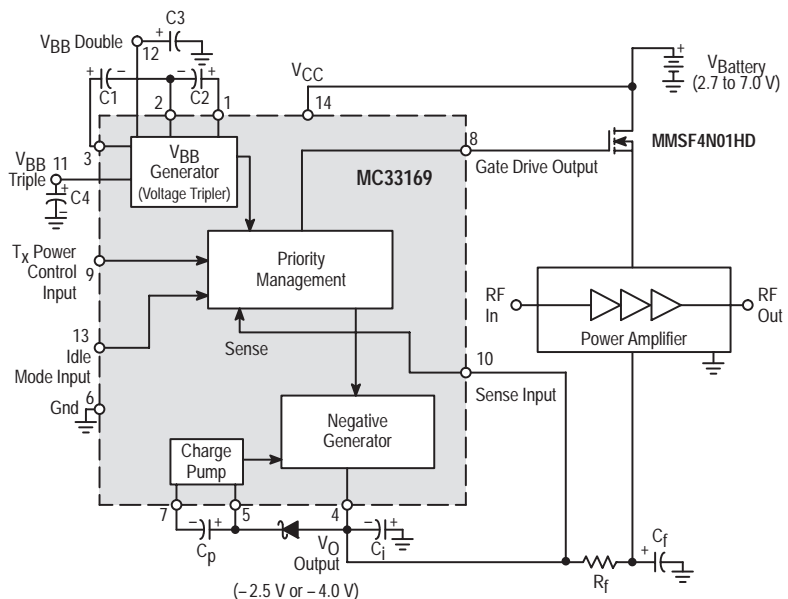 VBB Double
12
+ C3
+ −
C1
− +
C2
2
1
3
VCC
14
+
VBattery
(2.7 to 7.0 V)
VBB
Triple
11
+
−
C4
VBB
Generator
(Voltage Tripler)
MC33169
8
Gate Drive Output
MMSF4N01HD
TX Power
Control
Input
9
Priority
Management
RF
In
Power Amplifier
RF
Out
13
Idle
Mode Input
Sense
10
Sense Input
6
Gnd
Negative
Generator
Charge
Pump
7
5
4
− +
Cp
VO
Output
− +
Ci
Rf
+ Cf
(– 2.5 V or – 4.0 V)